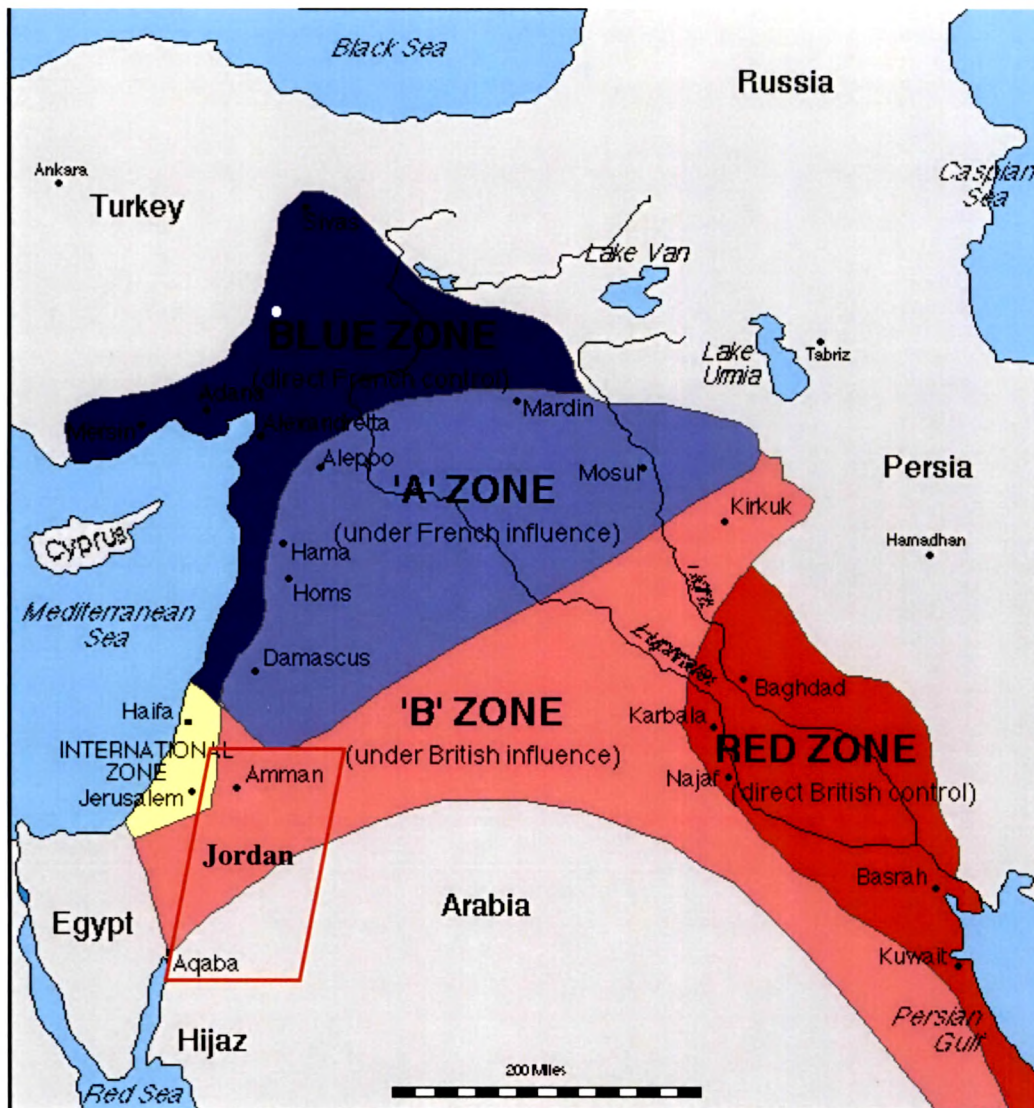 Black Sea
Russia
Ankara
Turkey
Caspian
Sea
Sivas
Lake Van
BLUE ZONE
(direct French control)
Lake
Urmia
Tabriz
Adana
Mersin
Alexandretta
Mardin
Aleppo
Mosul
'A' ZONE
(under French influence)
Persia
Kirkuk
Cyprus
Hama
Hamadhan
Homs
Tigris
Mediterranean
Sea
Euphrates
Damascus
Baghdad
Haifa
'B' ZONE
(under British influence)
Karbala
INTERNATIONAL
ZONE
RED ZONE
(direct British control)
Amman
Jerusalem
Najaf
Jordan
Basrah
Egypt
Arabia
Aqaba
Kuwait
Persian
Gulf
Hijaz
200 Miles
Red Sea